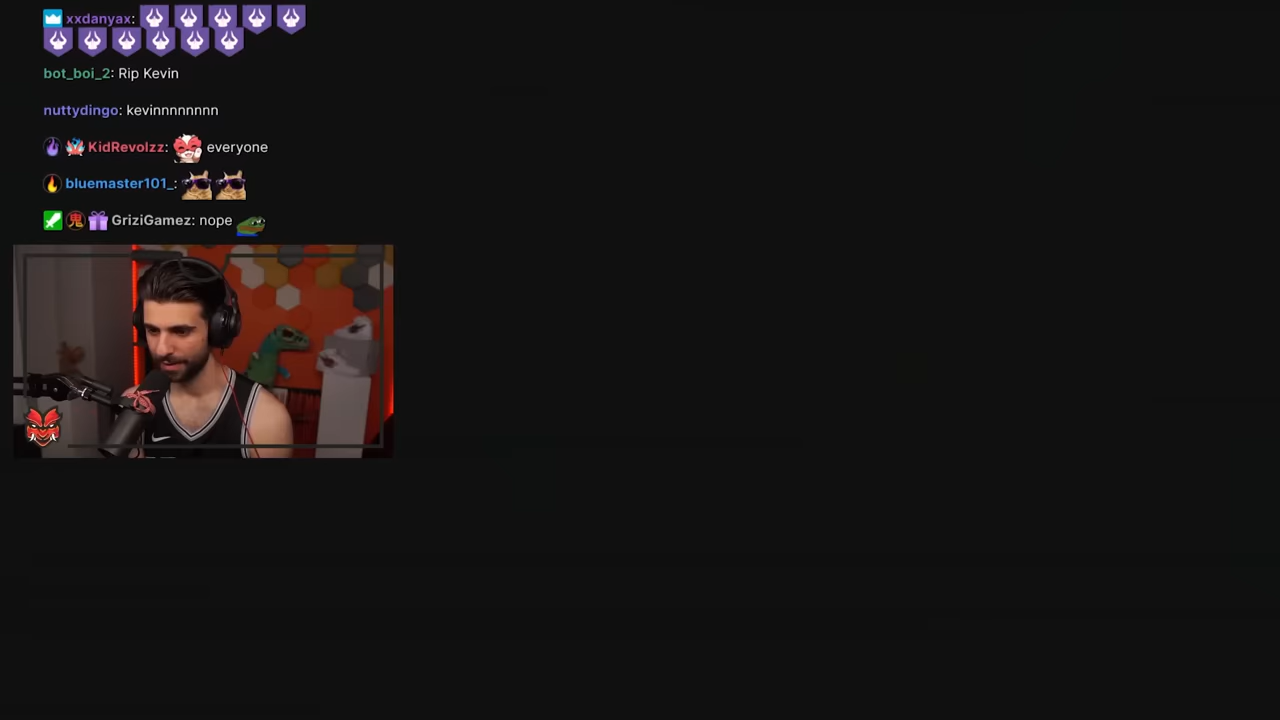 xxdanyax:
bot_boi_2: Rip Kevin
nuttydingo: kevinnnnnnnn
KidRevolzz: everyone
bluemaster101_:
GriziGamez: nope